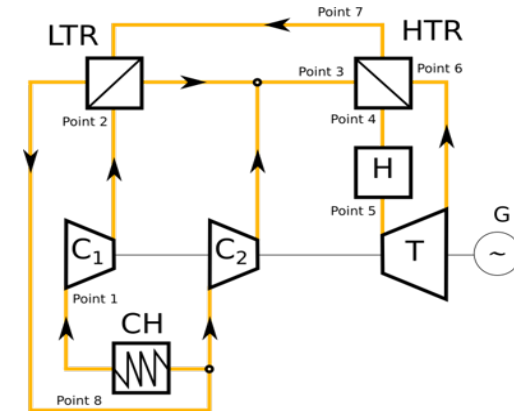 Point 7
LTR
HTR
Point 3
Point 6
Point 2
Point 4
H
Point 5
G
C₁
C₂
T
~
Point 1
CH
Point 8